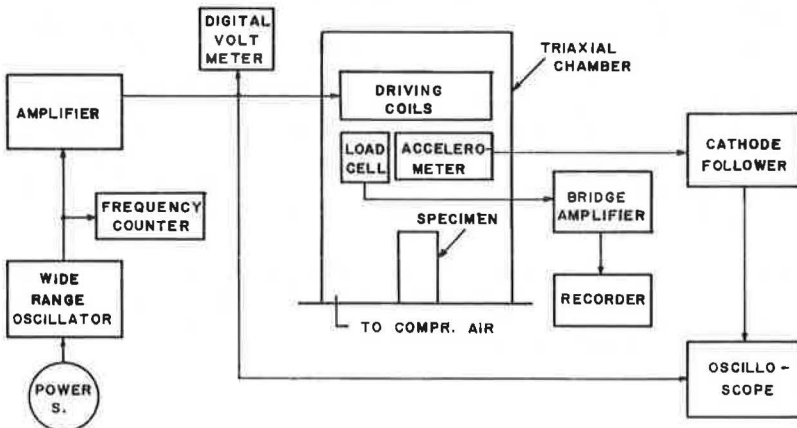 DIGITAL
VOLT
METER
TRIAXIAL
CHAMBER
AMPLIFIER
DRIVING
COILS
LOAD
CELL
ACCELERO-
METER
CATHODE
FOLLOWER
FREQUENCY
COUNTER
BRIDGE
AMPLIFIER
SPECIMEN
WIDE
RANGE
OSCILLATOR
RECORDER
TO COMPR. AIR
POWER
S.
OSCILLO-
SCOPE